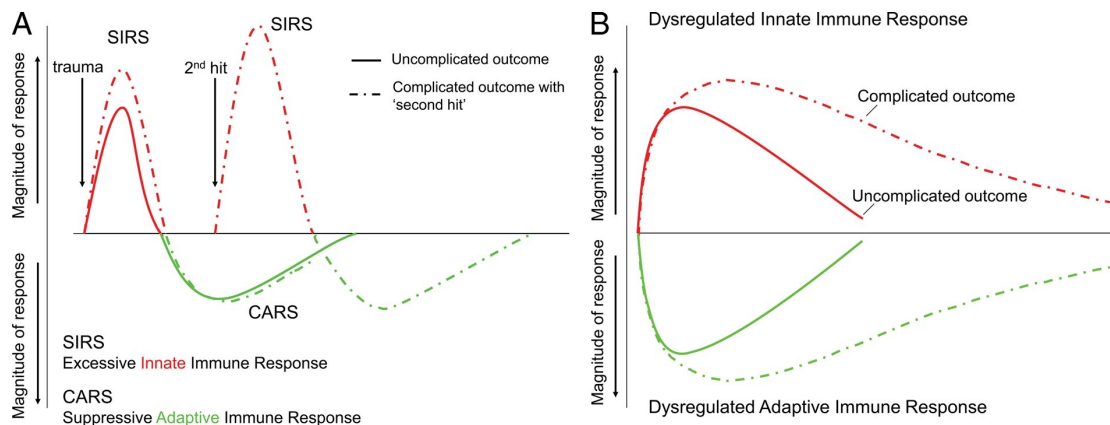 A
SIRS
SIRS
trauma
2nd hit
Uncomplicated outcome
Complicated outcome with
‘second hit’
Magnitude of response
CARS
Magnitude of response
SIRS
Excessive Innate Immune Response
CARS
Suppressive Adaptive Immune Response
B
Dysregulated Innate Immune Response
Magnitude of response
Complicated outcome
Uncomplicated outcome
Magnitude of response
Dysregulated Adaptive Immune Response